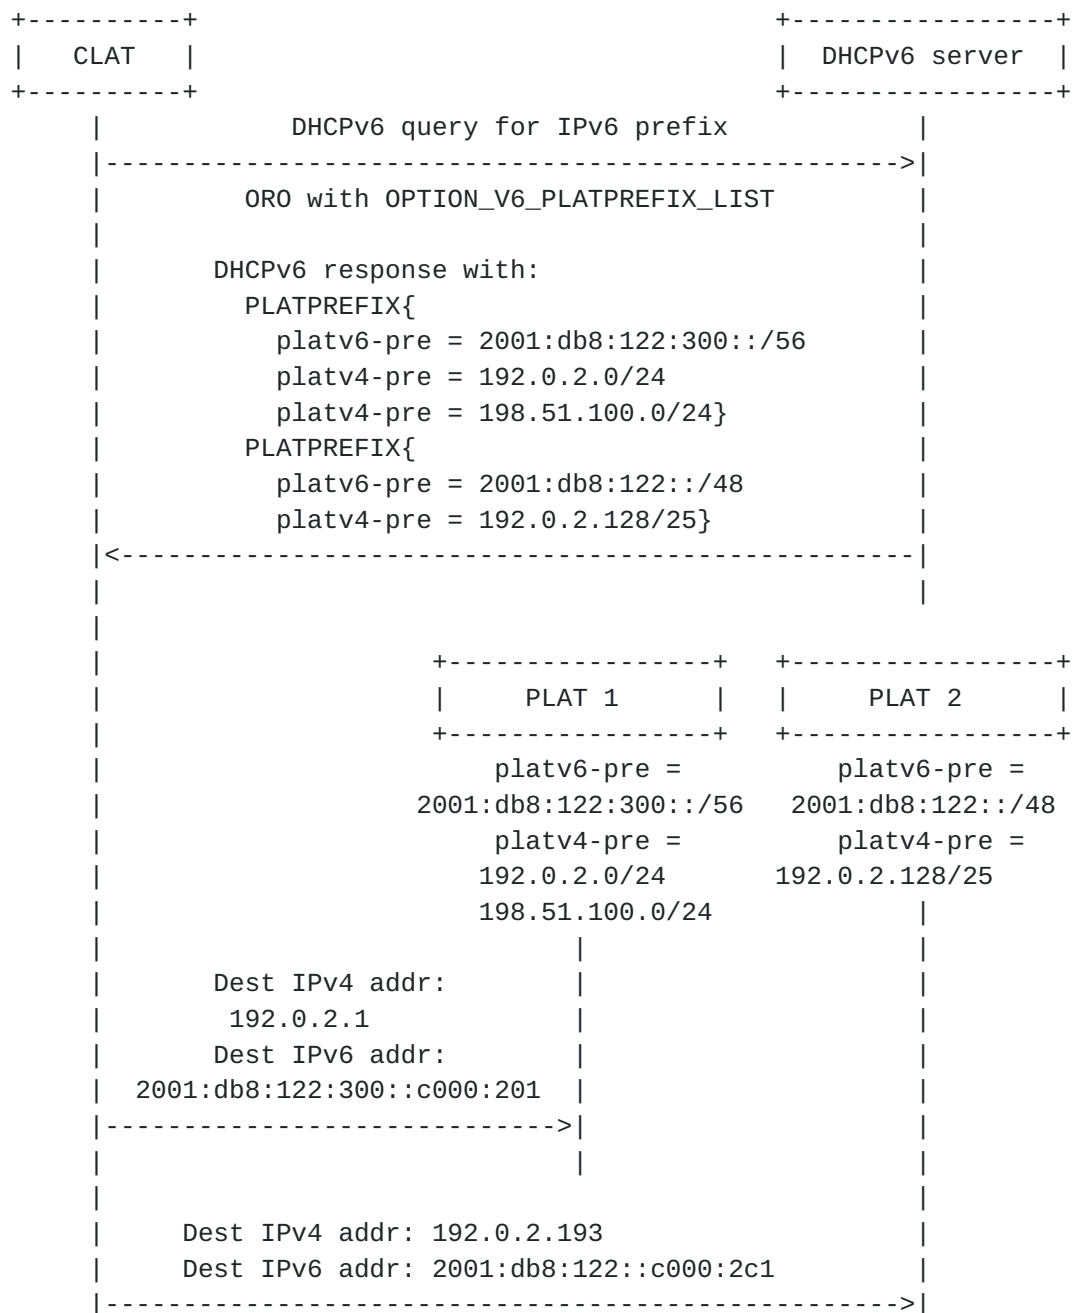 CLAT DHCPv6 server
DHCPv6 query for IPv6 prefix
ORO with OPTION_V6_PLATPREFIX_LIST
DHCPv6 response with:
PLATPREFIX{
platv6-pre = 2001:db8:122:300::/56
platv4-pre = 192.0.2.0/24
platv4-pre = 198.51.100.0/24}
PLATPREFIX{
platv6-pre = 2001:db8:122::/48
platv4-pre = 192.0.2.128/25}
PLAT 1 PLAT 2
platv6-pre = platv6-pre =
2001:db8:122:300::/56 2001:db8:122::/48
platv4-pre = platv4-pre =
192.0.2.0/24 192.0.2.128/25
198.51.100.0/24
Dest IPv4 addr:
192.0.2.1
Dest IPv6 addr:
2001:db8:122:300::c000:201
Dest IPv4 addr: 192.0.2.193
Dest IPv6 addr: 2001:db8:122::c000:2c1